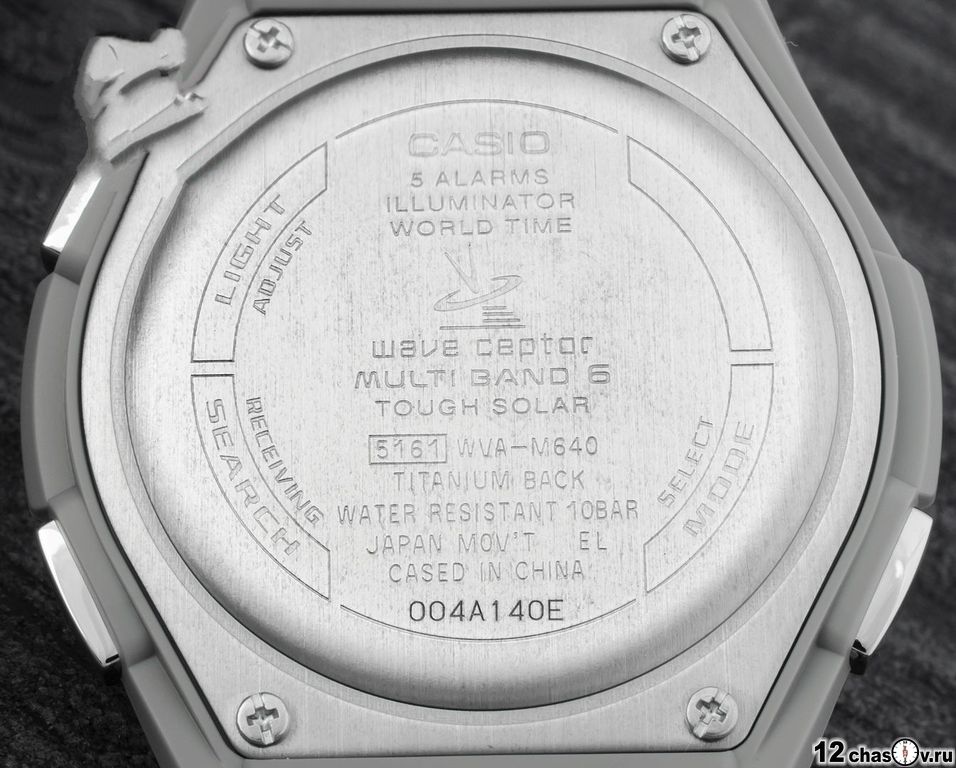 CASIO
5 ALARMS
ILLUMINATOR
WORLD TIME
wave ceptor
MULTI BAND 6
TOUGH SOLAR
5161 WVA-M640
TITANIUM BACK
WATER RESISTANT 10BAR
JAPAN MOV'T EL
CASED IN CHINA
004A140E
LIGHT
ADJUST
RECEIVING
SEARCH
SELECT
MODE
12chasov.ru